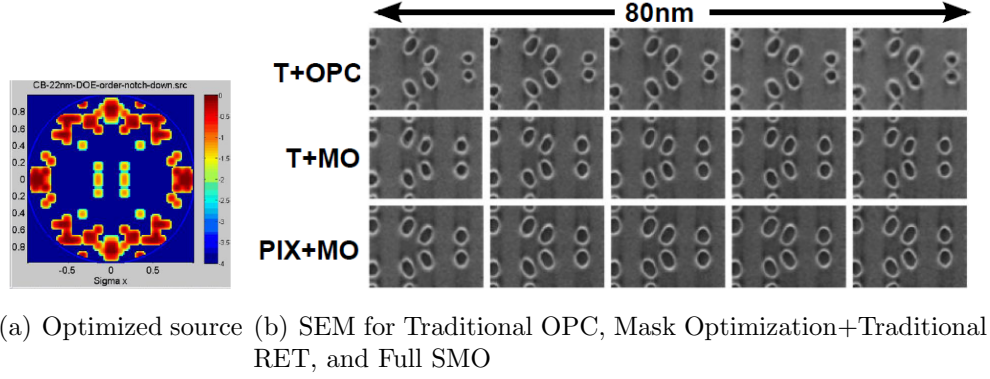 80nm
CB-22nm-DOE-order-notch-down.src
T+OPC
T+MO
PIX+MO
0.8
0.6
0.4
0.2
0
0.2
0.4
0.6
0.8
-0.5 0 0.5
Sigma x
0
-0.5
-1
-1.5
-2
-2.5
-3
-3.5
-4
(a) Optimized source
(b) SEM for Traditional OPC, Mask Optimization+Traditional
RET, and Full SMO